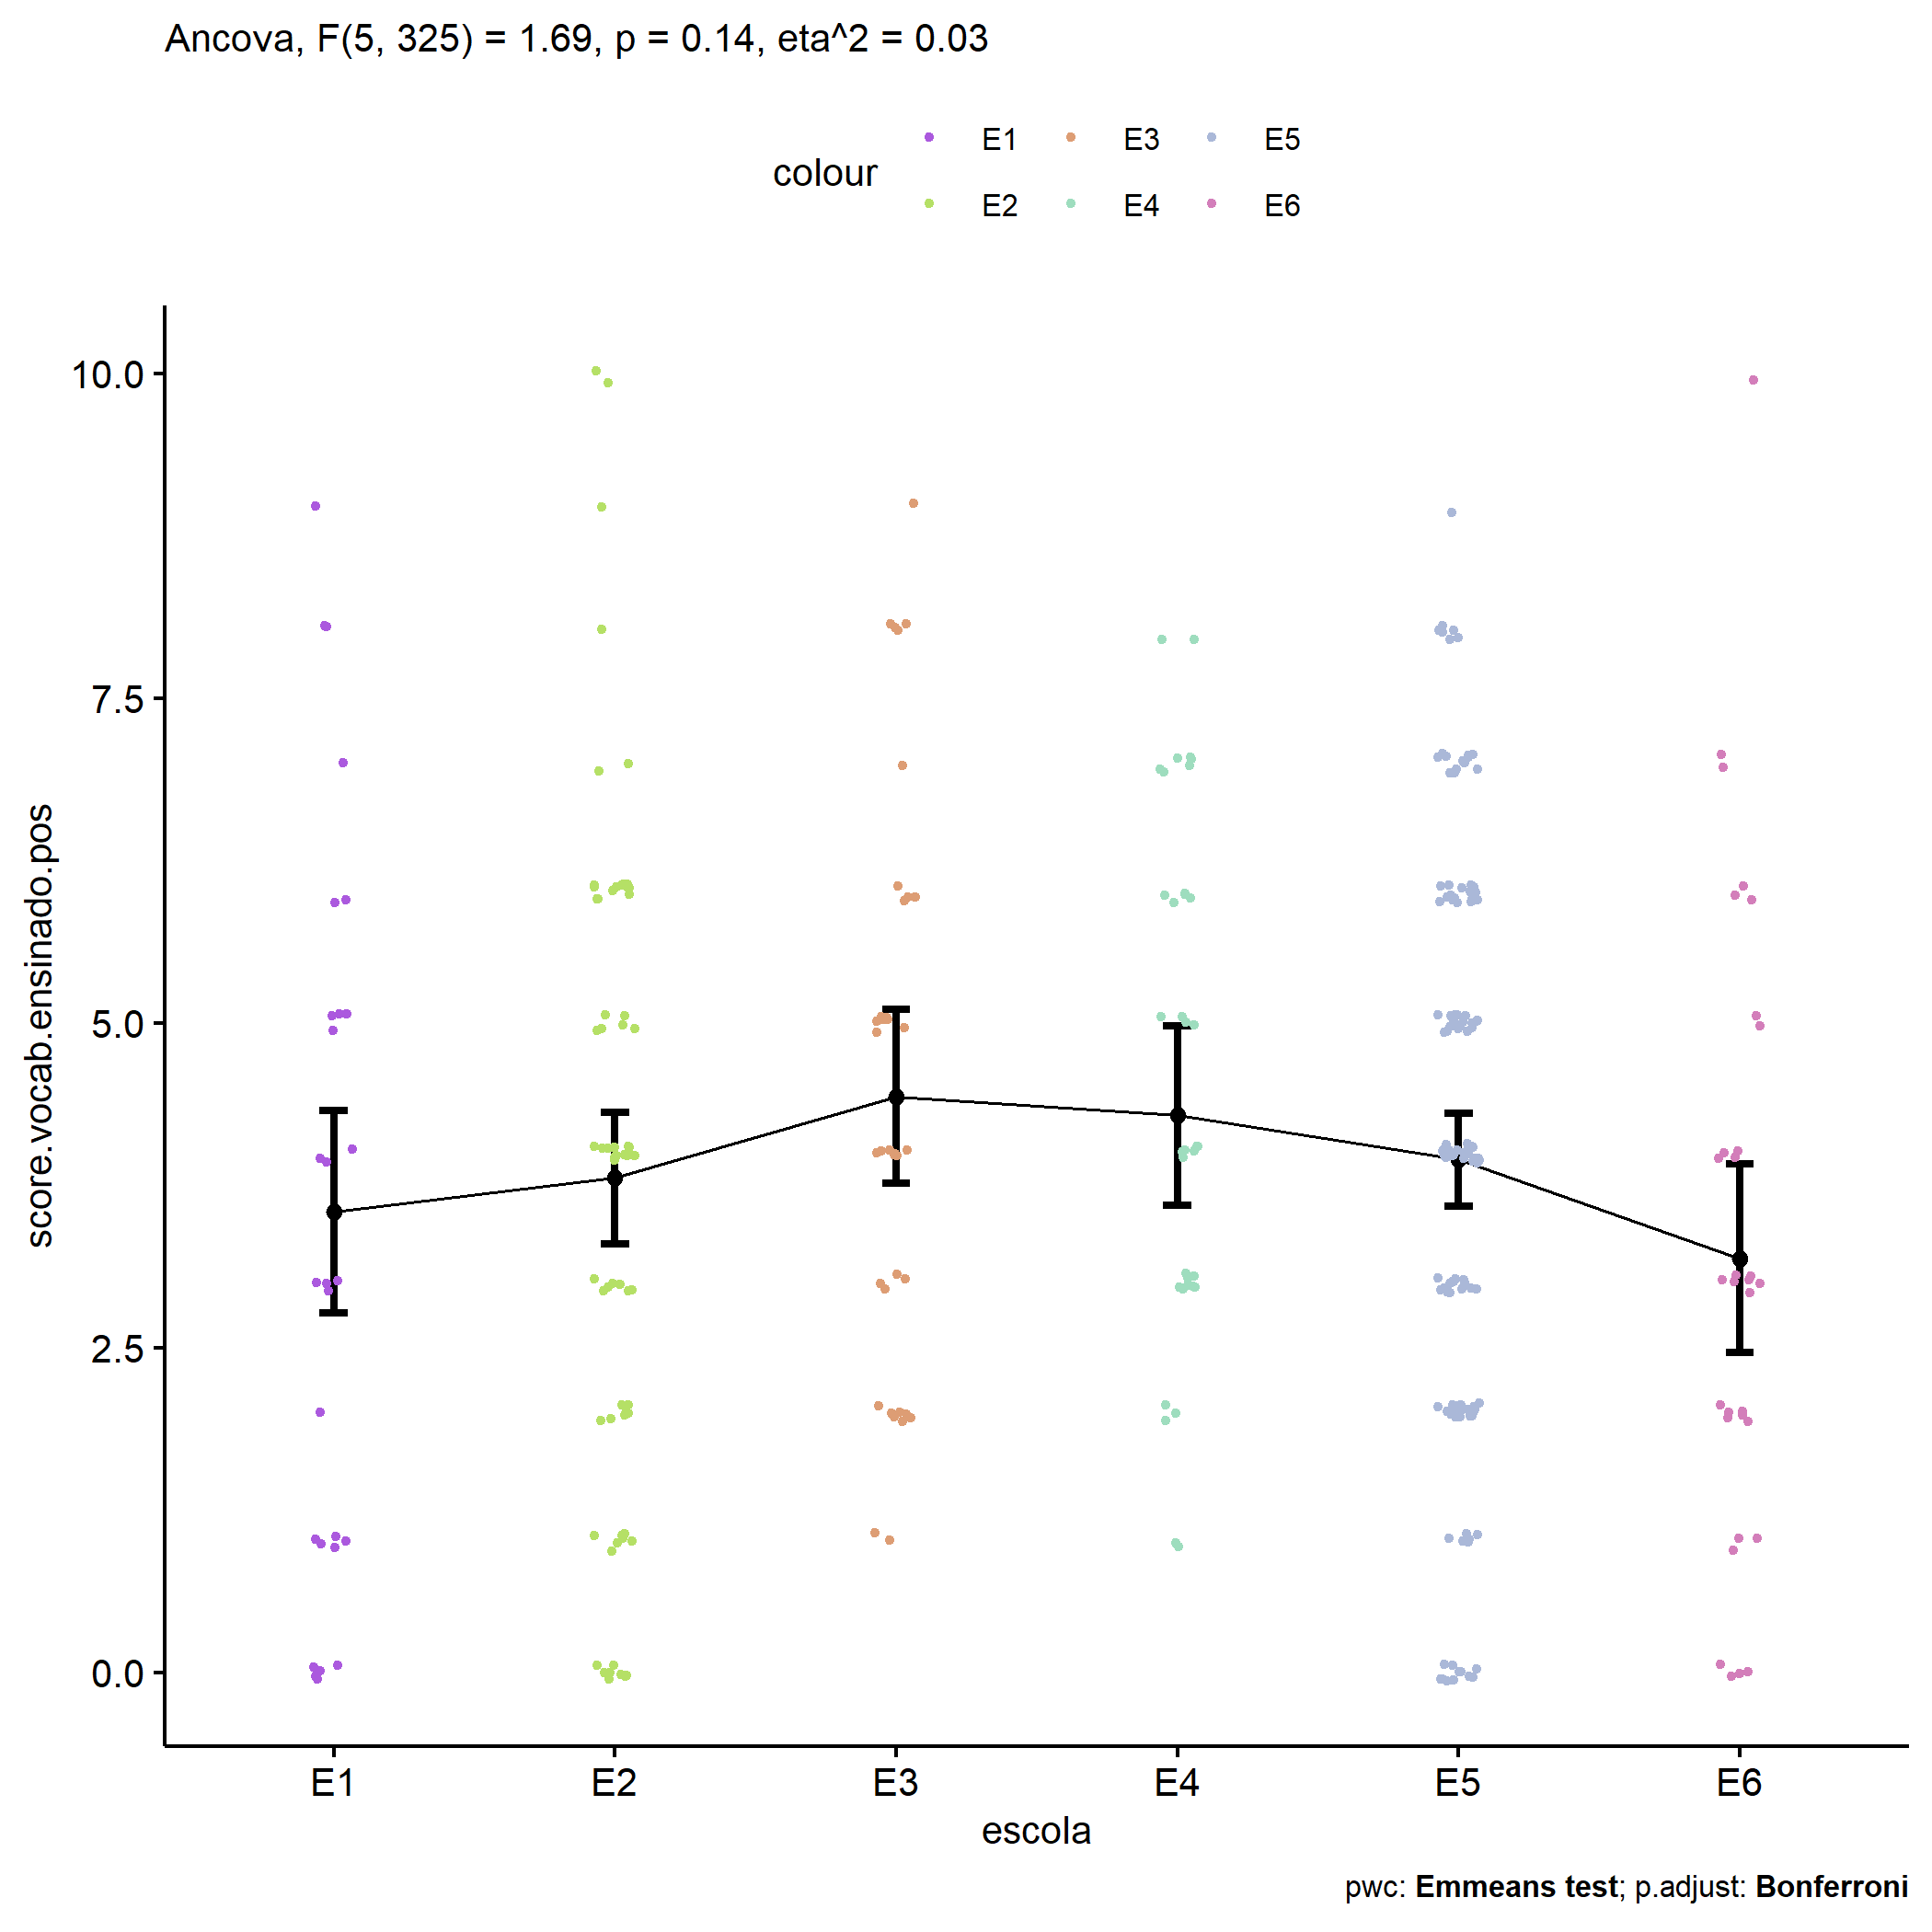 Ancova, F(5, 325) = 1.69, p = 0.14, eta^2 = 0.03
colour
E1 E3 E5
E2 E4 E6
score.vocab.ensinado.pos
10.0
7.5
5.0
2.5
0.0
E1 E2 E3 E4 E5 E6
escola
pwc: Emmeans test; p.adjust: Bonferroni